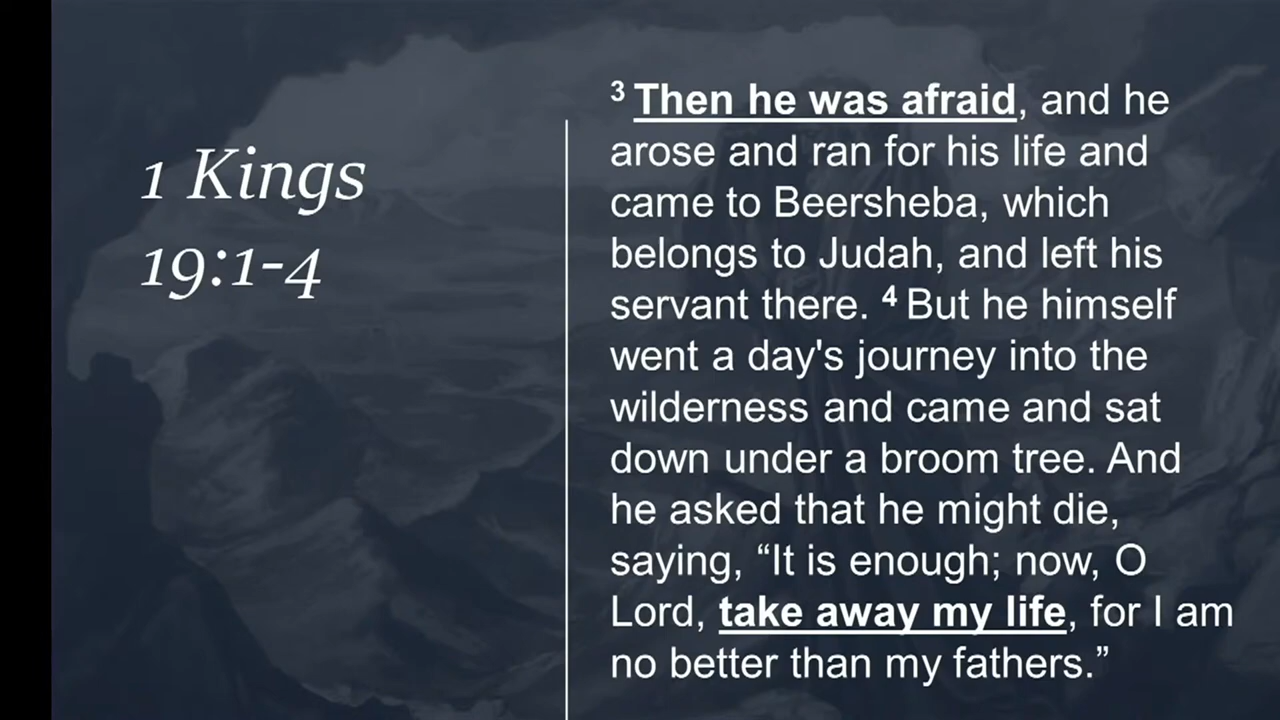 1 Kings
19:1-4
3 Then he was afraid, and he
arose and ran for his life and
came to Beersheba, which
belongs to Judah, and left his
servant there. 4 But he himself
went a day's journey into the
wilderness and came and sat
down under a broom tree. And
he asked that he might die,
saying, “It is enough; now, O
Lord, take away my life, for I am
no better than my fathers.”